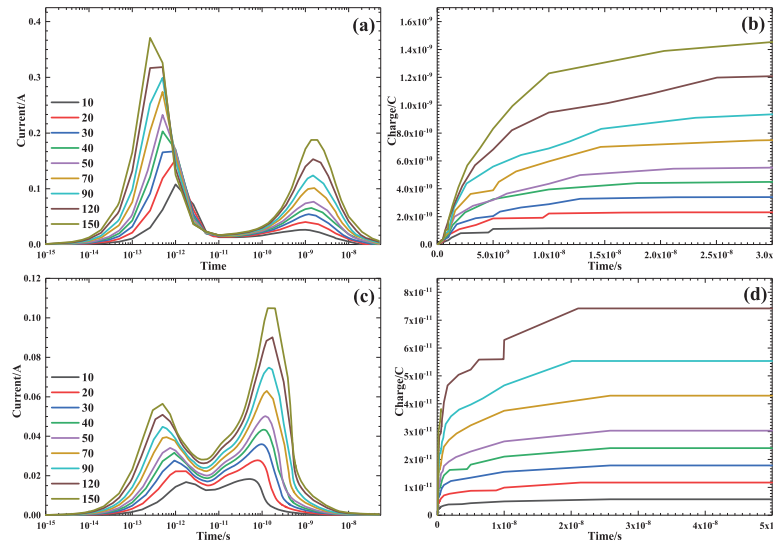 (a)
Current/A
0.4
0.3
0.2
0.1
0.0
10
20
30
40
50
70
90
120
150
10⁻¹⁵ 10⁻¹⁴ 10⁻¹³ 10⁻¹² 10⁻¹¹ 10⁻¹⁰ 10⁻⁹ 10⁻⁸
Time
(b)
Charge/C
1.6x10⁻⁹
1.4x10⁻⁹
1.2x10⁻⁹
1.0x10⁻⁹
8.0x10⁻¹⁰
6.0x10⁻¹⁰
4.0x10⁻¹⁰
2.0x10⁻¹⁰
0.0
0.0 5.0x10⁻⁹ 1.0x10⁻⁸ 1.5x10⁻⁸ 2.0x10⁻⁸ 2.5x10⁻⁸ 3.0x
Time/s
(c)
Current/A
0.12
0.10
0.08
0.06
0.04
0.02
0.00
10
20
30
40
50
70
90
120
150
10⁻¹⁵ 10⁻¹⁴ 10⁻¹³ 10⁻¹² 10⁻¹¹ 10⁻¹⁰ 10⁻⁹ 10⁻⁸
Time/s
(d)
Charge/C
8x10⁻¹¹
7x10⁻¹¹
6x10⁻¹¹
5x10⁻¹¹
4x10⁻¹¹
3x10⁻¹¹
2x10⁻¹¹
1x10⁻¹¹
0
0 1x10⁻⁸ 2x10⁻⁸ 3x10⁻⁸ 4x10⁻⁸ 5x10
Time/s